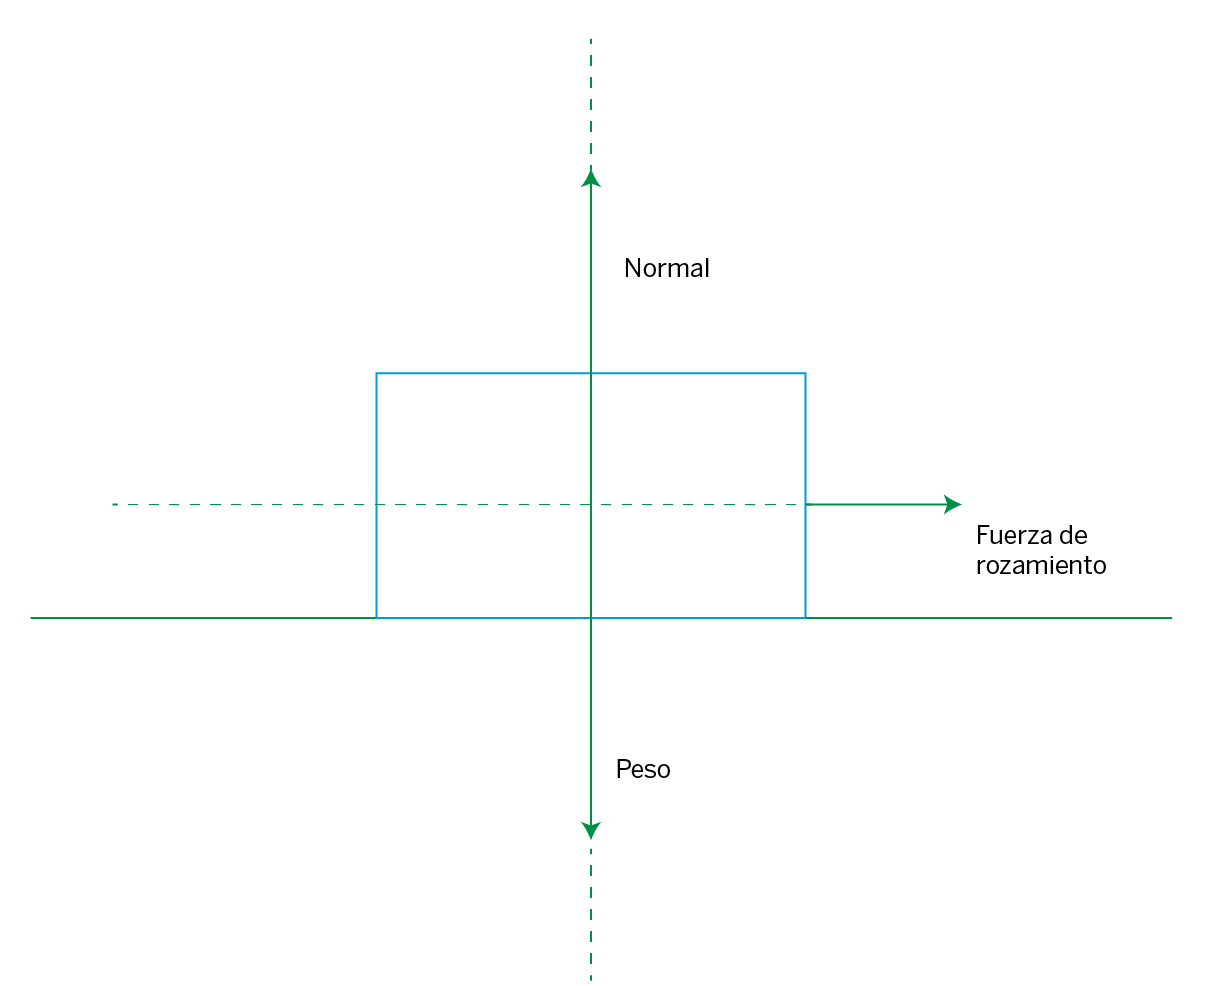 Normal
Fuerza de
rozamiento
Peso